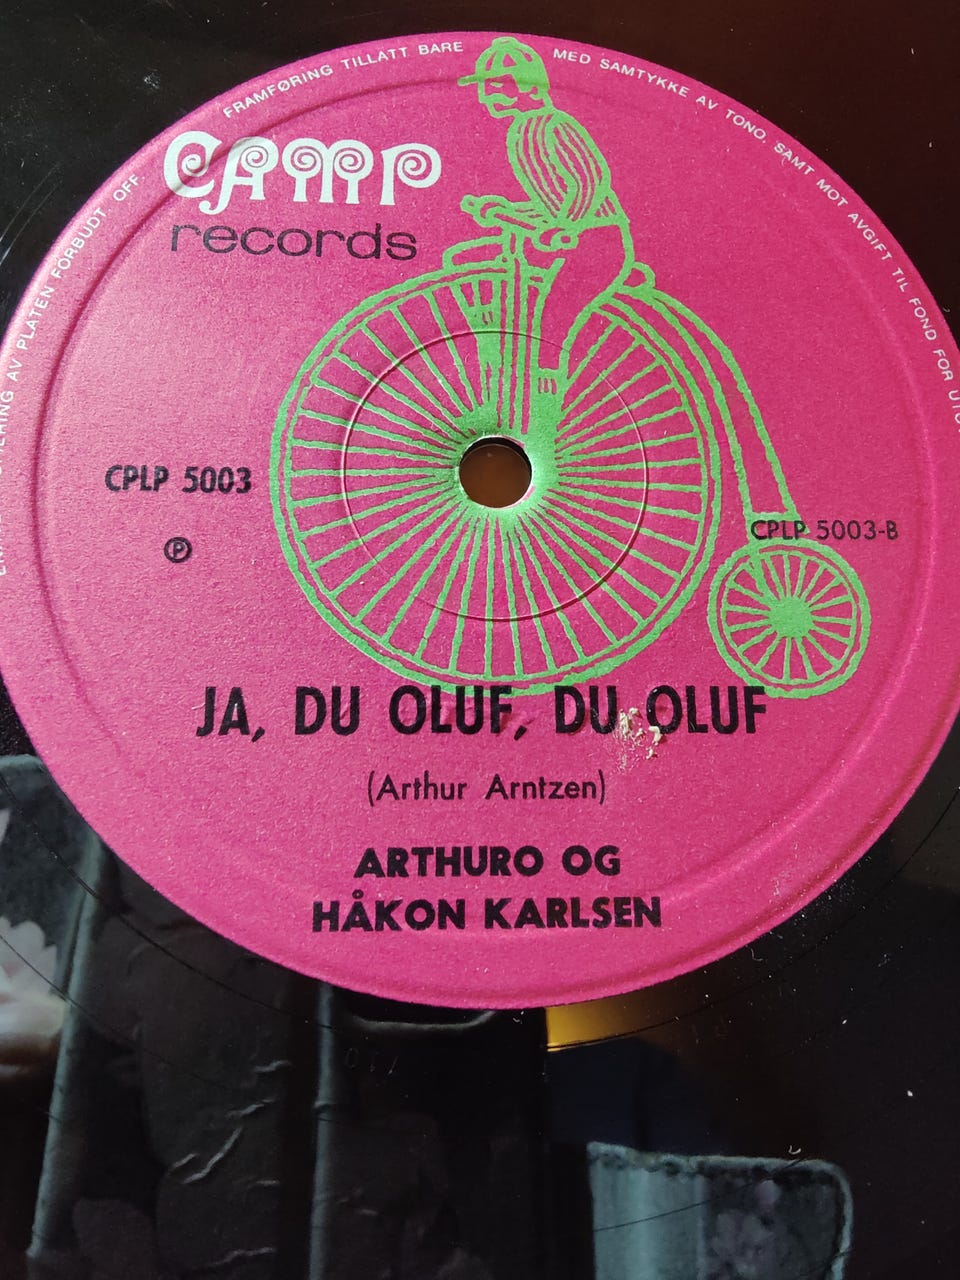 FRAMFØRING TILLATT BARE MED SAMTYKKE AV TONO, SAMT MOT AVGIFT TIL FOND FOR
AV PLATEN FORBUDT. OFF.
CAMP
records
CPLP 5003
CPLP 5003-B
℗
JA, DU OLUF, DU OLUF
(Arthur Arntzen)
ARTHURO OG
HÅKON KARLSEN